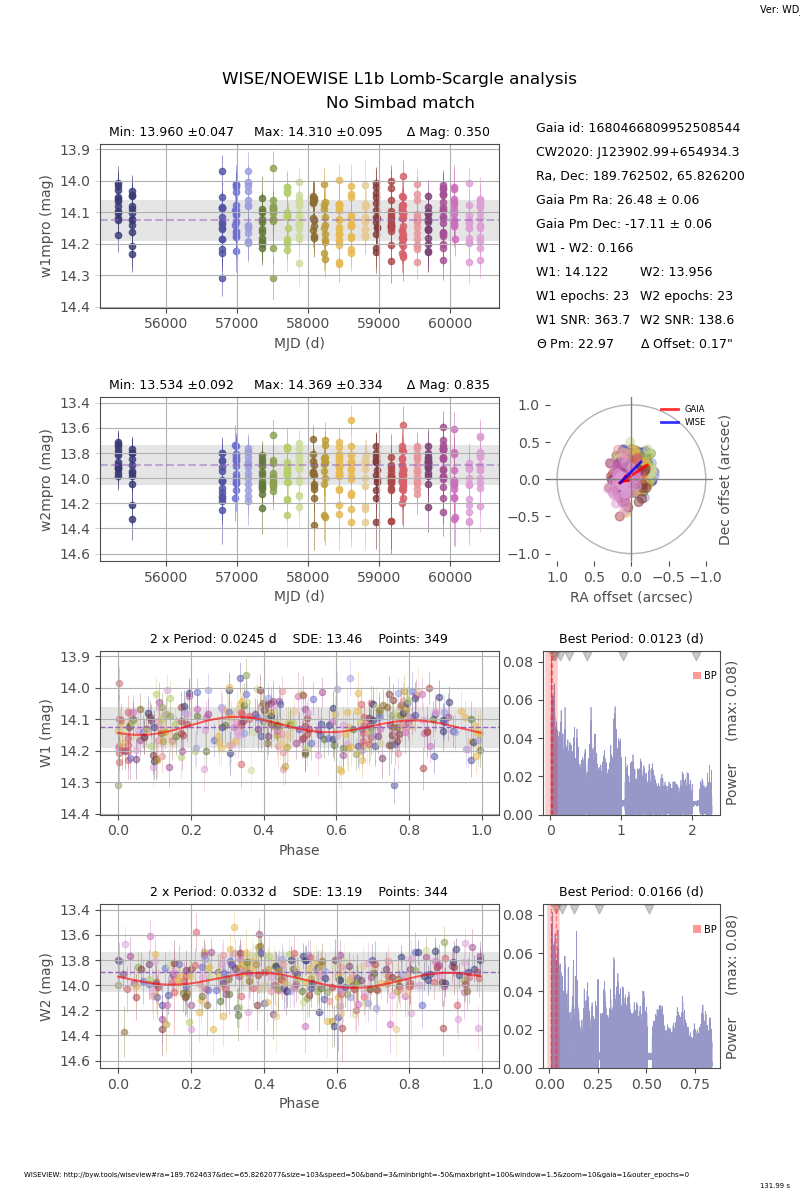 Ver: WD_
WISE/NOEWISE L1b Lomb-Scargle analysis
No Simbad match
Min: 13.960 ±0.047 Max: 14.310 ±0.095 Δ Mag: 0.350
13.9
14.0
14.1
14.2
14.3
14.4
w1mpro (mag)
56000 57000 58000 59000 60000
MJD (d)
Gaia id: 1680466809952508544
CW2020: J123902.99+654934.3
Ra, Dec: 189.762502, 65.826200
Gaia Pm Ra: 26.48 ± 0.06
Gaia Pm Dec: -17.11 ± 0.06
W1 - W2: 0.166
W1: 14.122 W2: 13.956
W1 epochs: 23 W2 epochs: 23
W1 SNR: 363.7 W2 SNR: 138.6
Θ Pm: 22.97 Δ Offset: 0.17"
Min: 13.534 ±0.092 Max: 14.369 ±0.334 Δ Mag: 0.835
13.4
13.6
13.8
14.0
14.2
14.4
14.6
w2mpro (mag)
56000 57000 58000 59000 60000
MJD (d)
GAIA
WISE
1.0
0.5
0.0
−0.5
−1.0
Dec offset (arcsec)
1.0 0.5 0.0 −0.5 −1.0
RA offset (arcsec)
2 x Period: 0.0245 d SDE: 13.46 Points: 349
13.9
14.0
14.1
14.2
14.3
14.4
W1 (mag)
0.0 0.2 0.4 0.6 0.8 1.0
Phase
Best Period: 0.0123 (d)
BP
0.08
0.06
0.04
0.02
0.00
Power (max: 0.08)
0 1 2
2 x Period: 0.0332 d SDE: 13.19 Points: 344
13.4
13.6
13.8
14.0
14.2
14.4
14.6
W2 (mag)
0.0 0.2 0.4 0.6 0.8 1.0
Phase
Best Period: 0.0166 (d)
BP
0.08
0.06
0.04
0.02
0.00
Power (max: 0.08)
0.00 0.25 0.50 0.75
WISEVIEW: http://byw.tools/wiseview#ra=189.7624637&dec=65.8262077&size=103&speed=50&band=3&minbright=-50&maxbright=100&window=1.5&zoom=10&gaia=1&outer_epochs=0
131.99 s